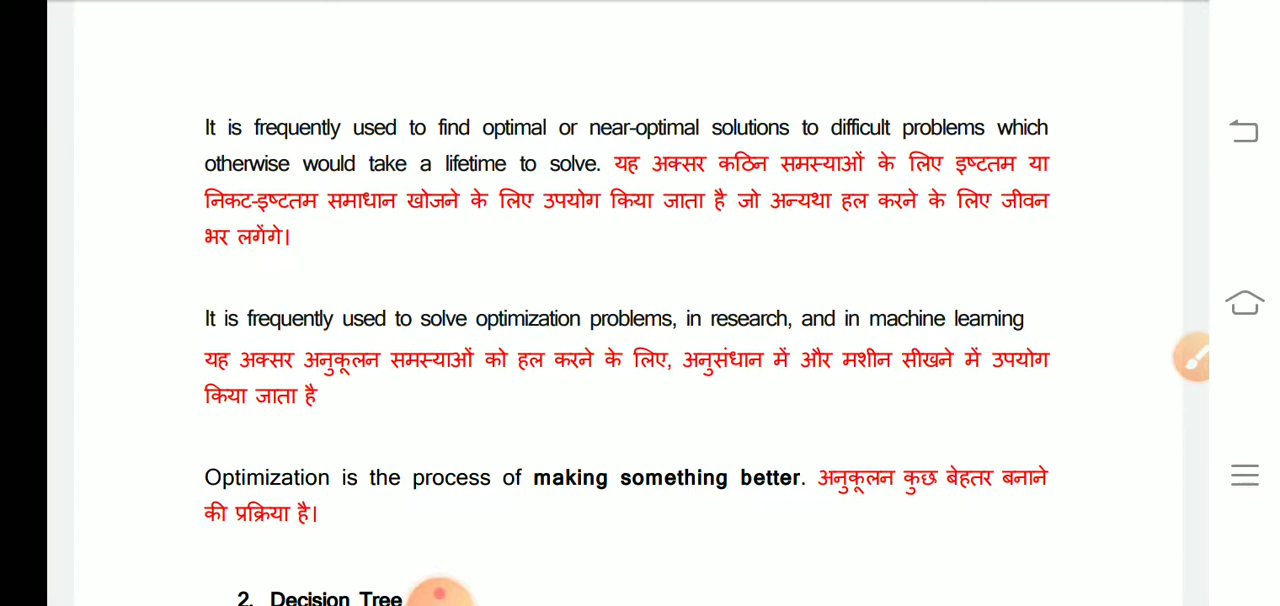 It is frequently used to find optimal or near-optimal solutions to difficult problems which
otherwise would take a lifetime to solve. यह अक्सर कठिन समस्याओं के लिए इष्टतम या
निकट-इष्टतम समाधान खोजने के लिए उपयोग किया जाता है जो अन्यथा हल करने के लिए जीवन
भर लगेंगे।
It is frequently used to solve optimization problems, in research, and in machine learning
यह अक्सर अनुकूलन समस्याओं को हल करने के लिए, अनुसंधान में और मशीन सीखने में उपयोग
किया जाता है
Optimization is the process of making something better. अनुकूलन कुछ बेहतर बनाने
की प्रक्रिया है।
2. Decision Tree